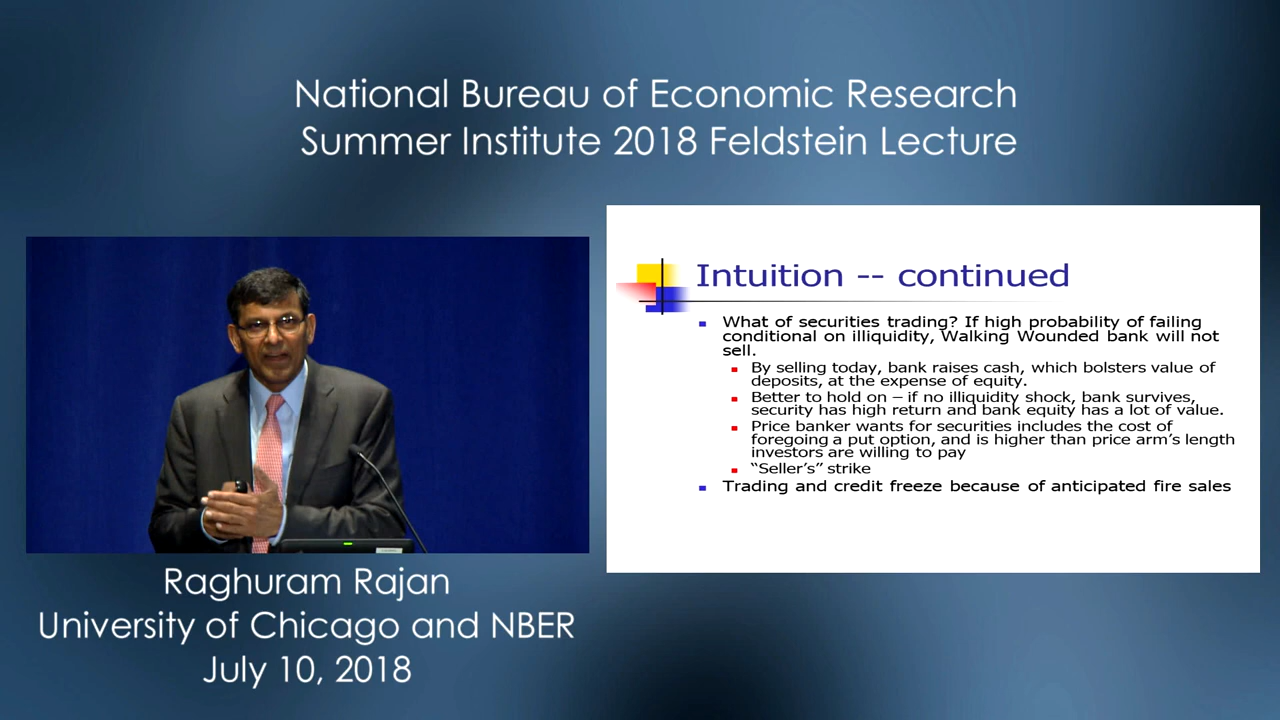 National Bureau of Economic Research
Summer Institute 2018 Feldstein Lecture
Intuition -- continued
What of securities trading? If high probability of failing
conditional on illiquidity, Walking Wounded bank will not
sell.
By selling today, bank raises cash, which bolsters value of
deposits, at the expense of equity.
Better to hold on – if no illiquidity shock, bank survives,
security has high return and bank equity has a lot of value.
Price banker wants for securities includes the cost of
foregoing a put option, and is higher than price arm's length
investors are willing to pay
“Seller's” strike
Trading and credit freeze because of anticipated fire sales
Raghuram Rajan
University of Chicago and NBER
July 10, 2018